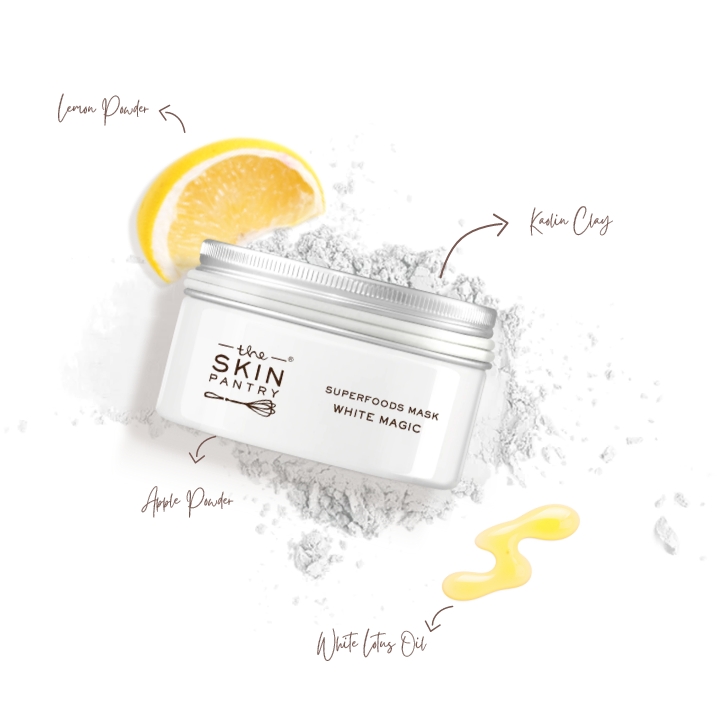 Lemon Powder
Kaolin Clay
the®
SKIN
PANTRY
SUPERFOODS MASK
WHITE MAGIC
Apple Powder
White Lotus Oil